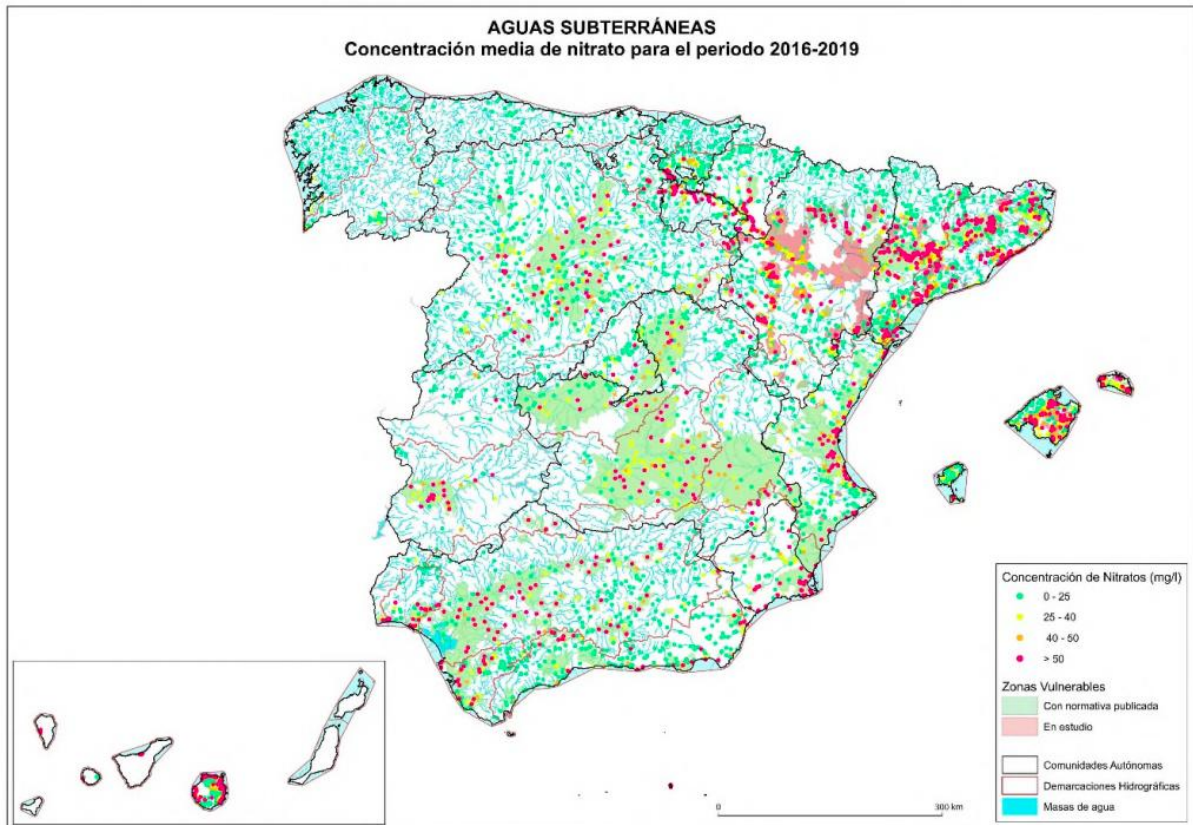 AGUAS SUBTERRÁNEAS
Concentración media de nitrato para el periodo 2016-2019
Concentración de Nitratos (mg/l)
0 - 25
25 - 40
40 - 50
> 50
Zonas Vulnerables
Con normativa publicada
En estudio
Comunidades Autónomas
Demarcaciones Hidrográficas
Masas de agua
0 300 km